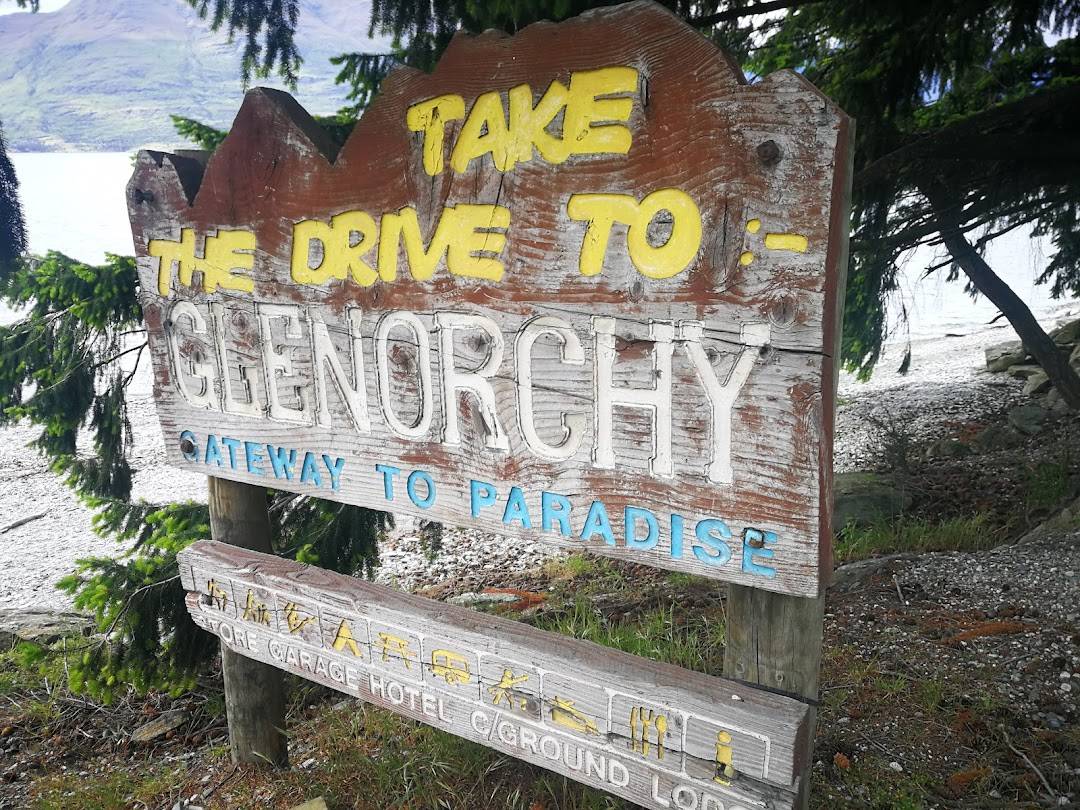 TAKE
THE DRIVE TO :-
GLENORCHY
GATEWAY TO PARADISE
STORE GARAGE HOTEL C/GROUND